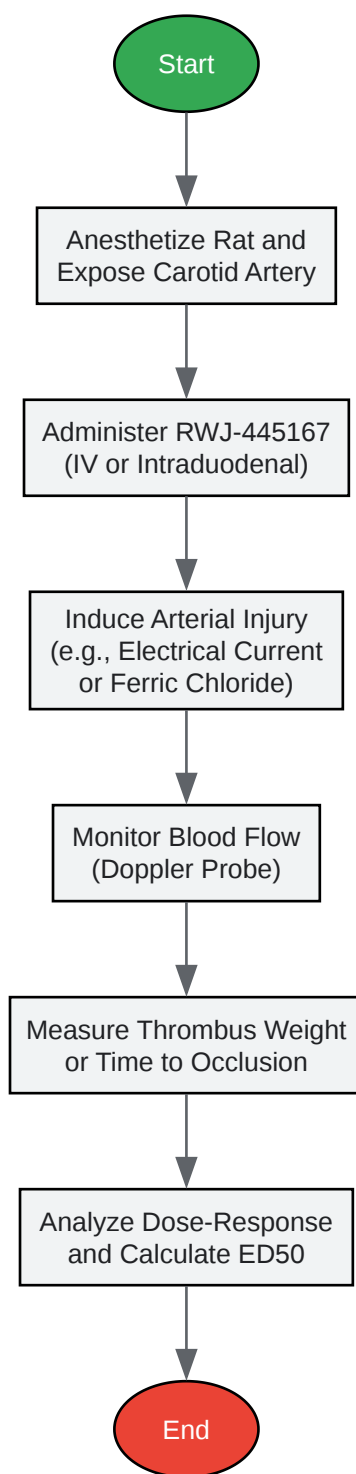 Start
Anesthetize Rat and
Expose Carotid Artery
Administer RWJ-445167
(IV or Intraduodenal)
Induce Arterial Injury
(e.g., Electrical Current
or Ferric Chloride)
Monitor Blood Flow
(Doppler Probe)
Measure Thrombus Weight
or Time to Occlusion
Analyze Dose-Response
and Calculate ED50
End